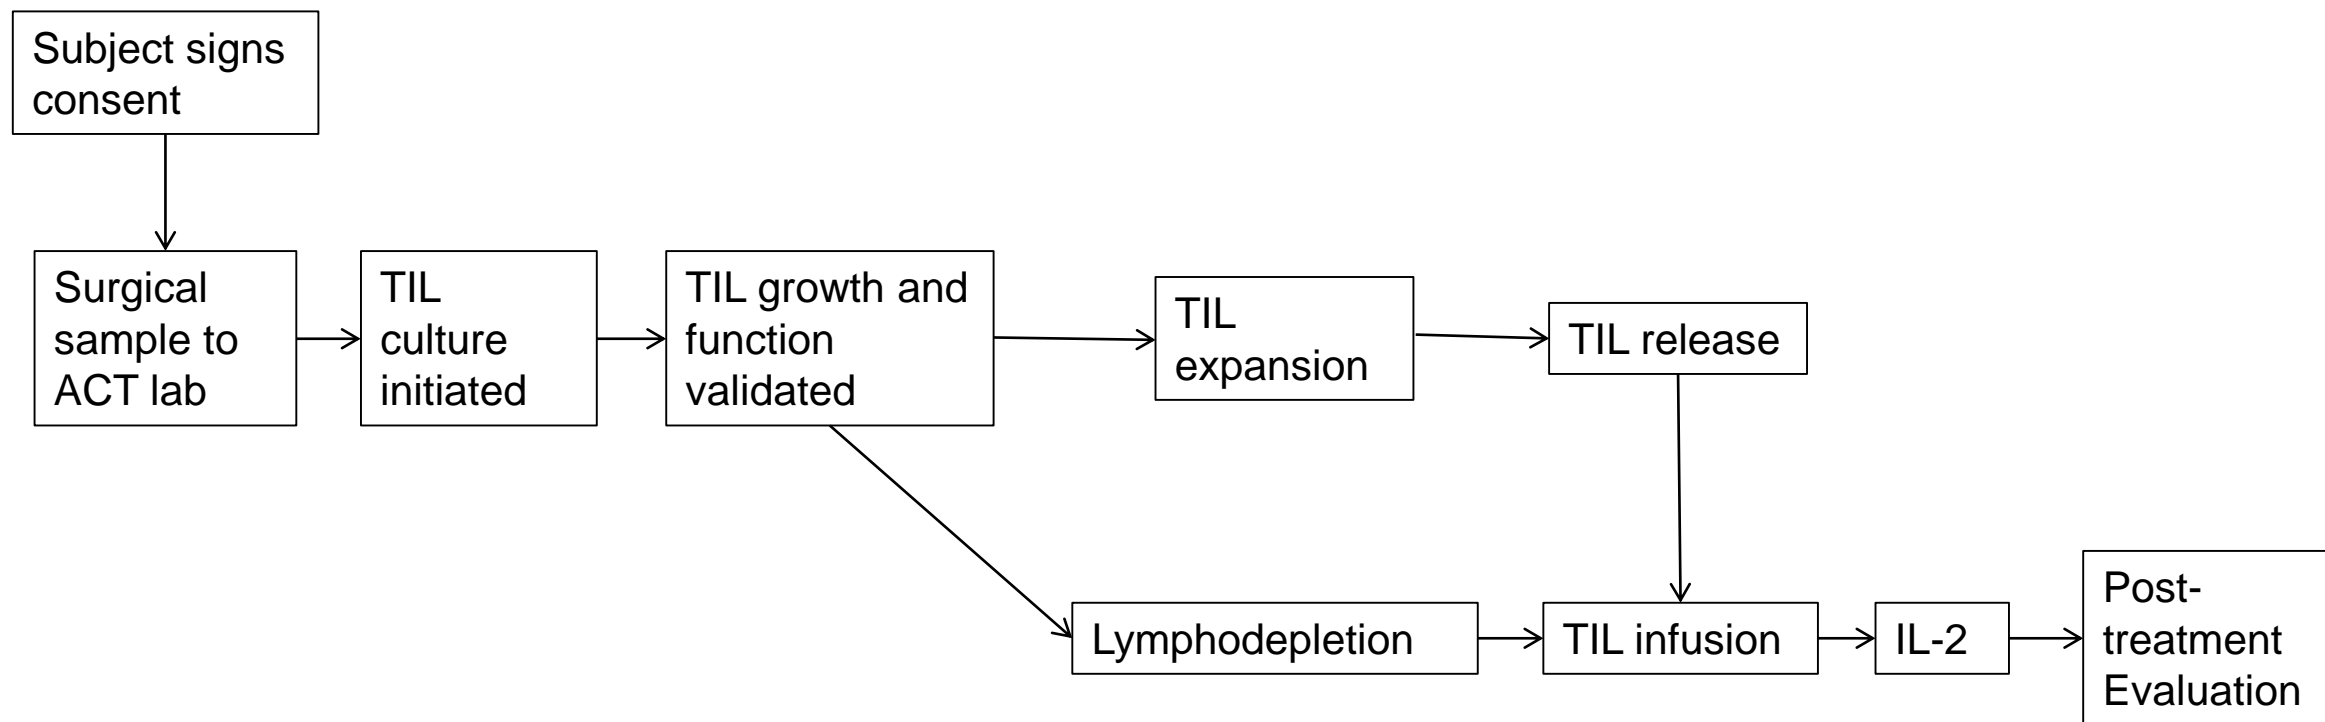 Subject signs
consent
Surgical
sample to
ACT lab
TIL
culture
initiated
TIL growth and
function
validated
TIL
expansion
TIL release
Lymphodepletion
TIL infusion
IL-2
Post-
treatment
Evaluation